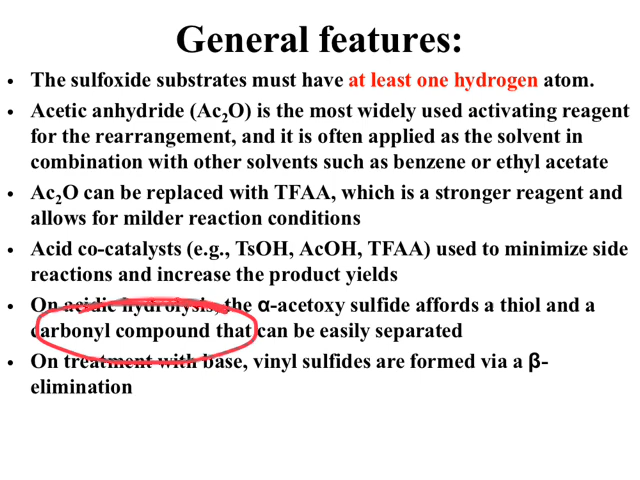 General features:
• The sulfoxide substrates must have at least one hydrogen atom.
• Acetic anhydride (Ac₂O) is the most widely used activating reagent
for the rearrangement, and it is often applied as the solvent in
combination with other solvents such as benzene or ethyl acetate
• Ac₂O can be replaced with TFAA, which is a stronger reagent and
allows for milder reaction conditions
• Acid co-catalysts (e.g., TsOH, AcOH, TFAA) used to minimize side
reactions and increase the product yields
• On acidic hydrolysis, the α-acetoxy sulfide affords a thiol and a
carbonyl compound that can be easily separated
• On treatment with base, vinyl sulfides are formed via a β-
elimination